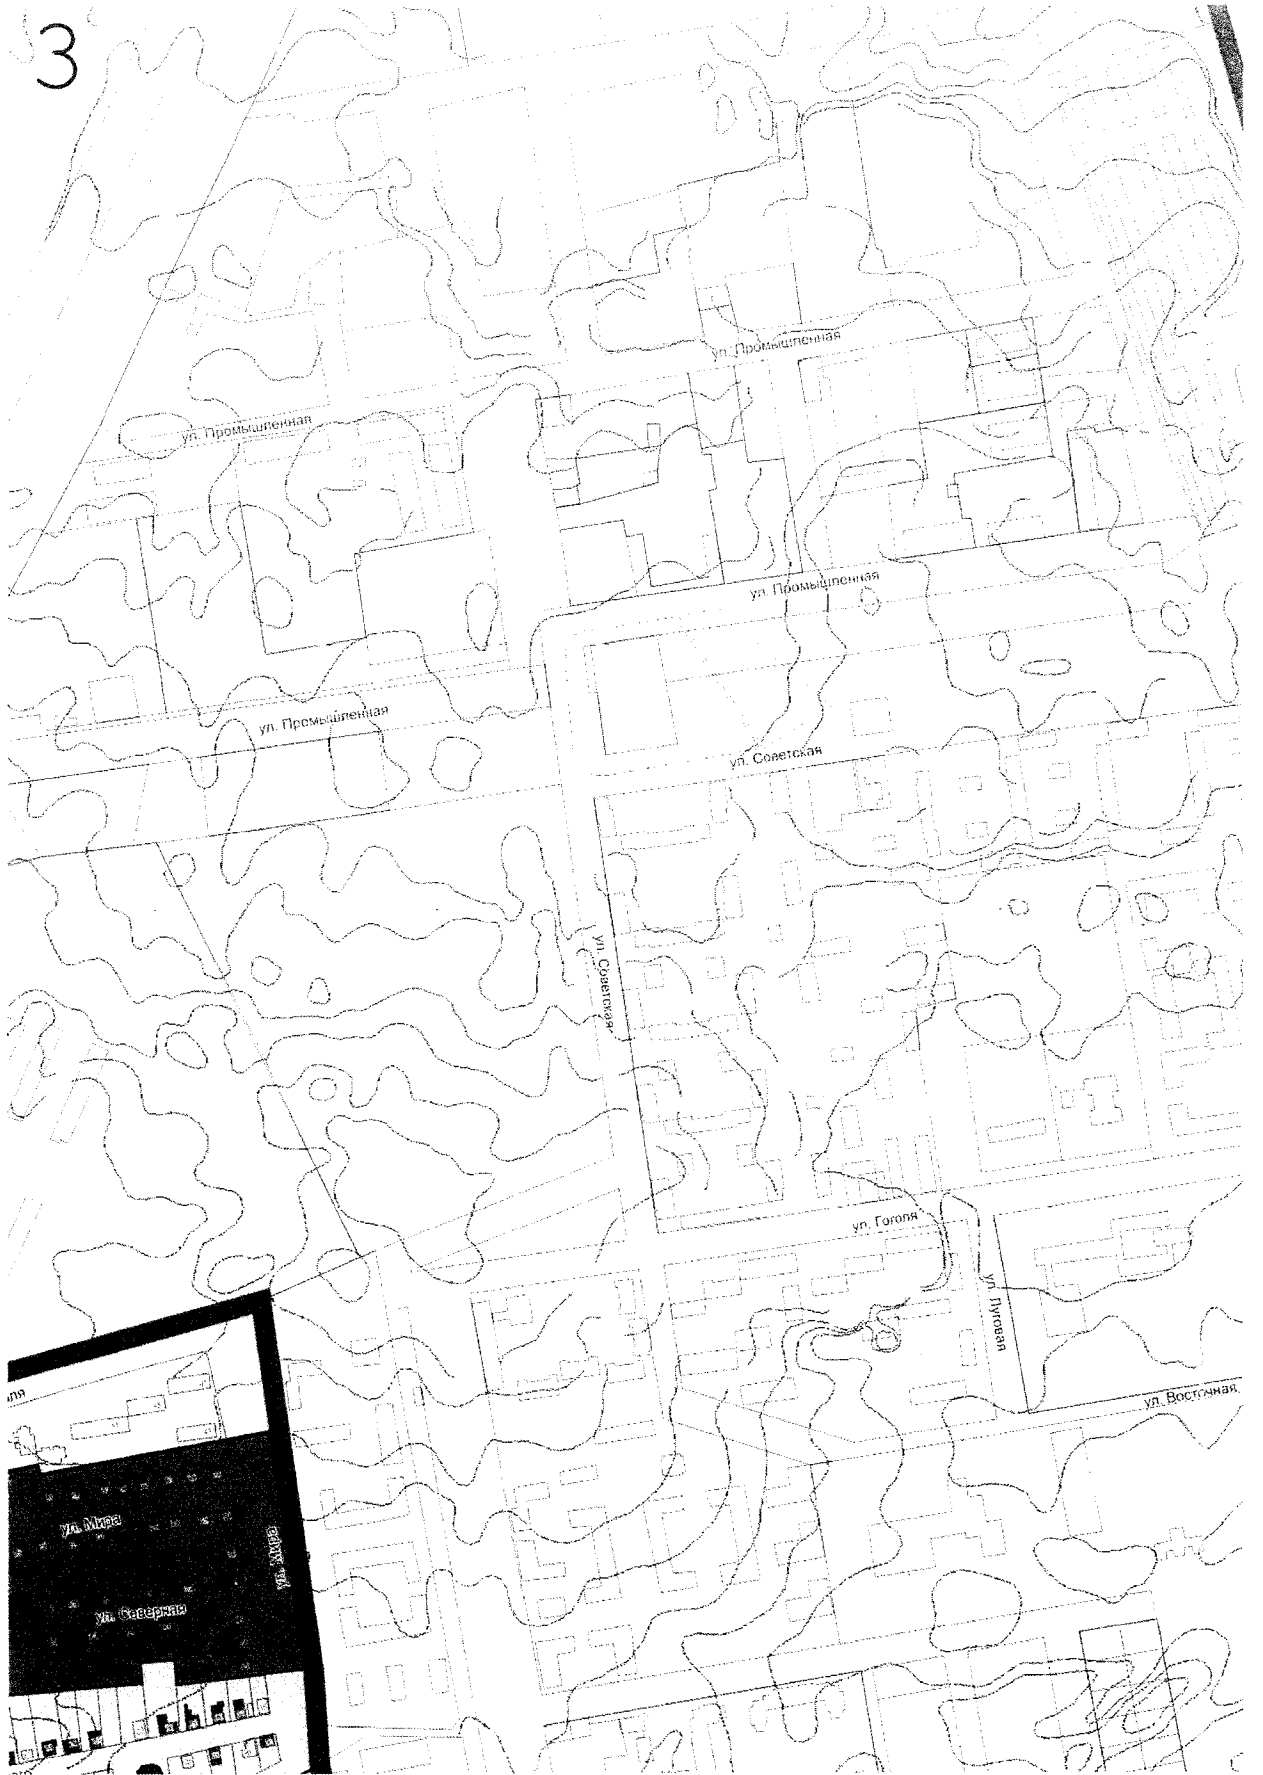 3
ул. Промышленная
ул. Промышленная
ул. Промышленная
ул. Промышленная
ул. Советская
ул. Советская
ул. Гоголя
ул. Луговая
ул. Восточная
ул. Мира
ул. Мира
ул. Северная